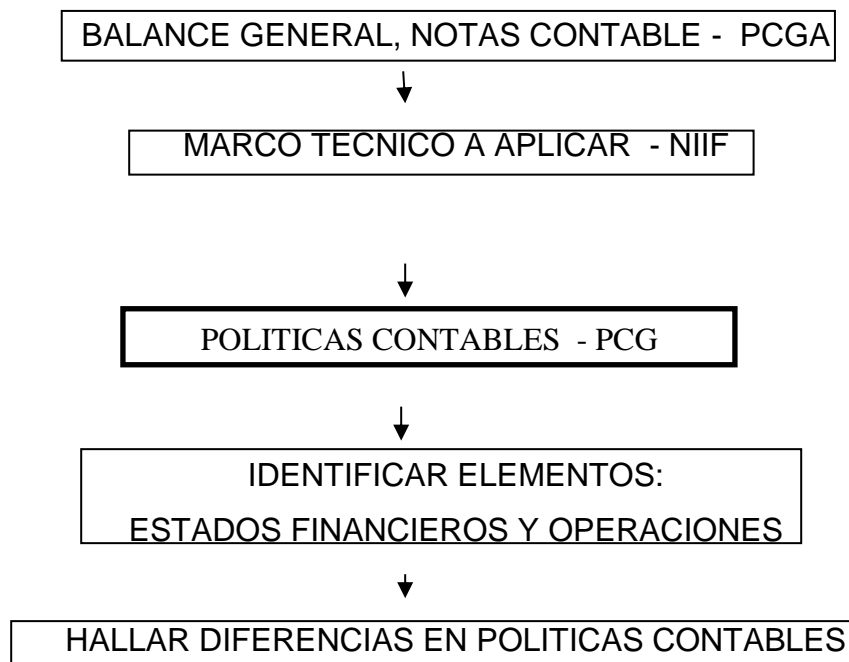 BALANCE GENERAL, NOTAS CONTABLE - PCGA
MARCO TECNICO A APLICAR - NIIF
POLITICAS CONTABLES - PCG
IDENTIFICAR ELEMENTOS:
ESTADOS FINANCIEROS Y OPERACIONES
HALLAR DIFERENCIAS EN POLITICAS CONTABLES